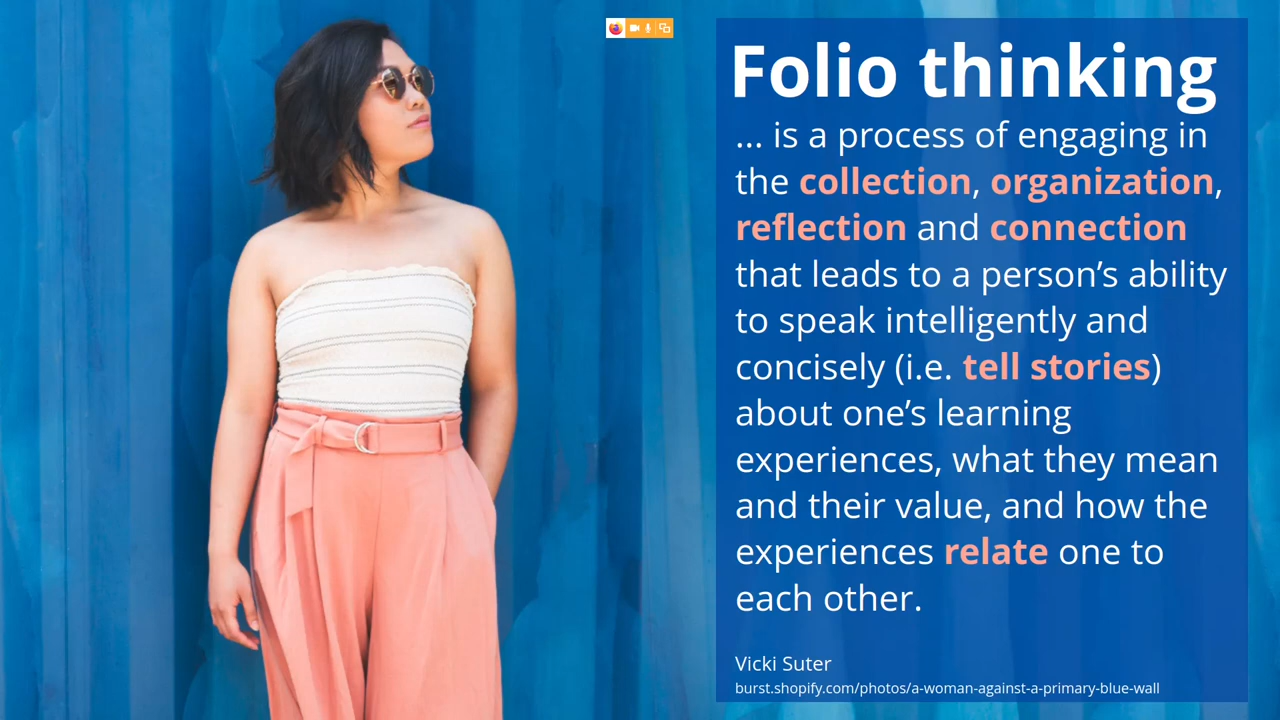 Folio thinking
... is a process of engaging in
the collection, organization,
reflection and connection
that leads to a person’s ability
to speak intelligently and
concisely (i.e. tell stories)
about one’s learning
experiences, what they mean
and their value, and how the
experiences relate one to
each other.
Vicki Suter
burst.shopify.com/photos/a-woman-against-a-primary-blue-wall